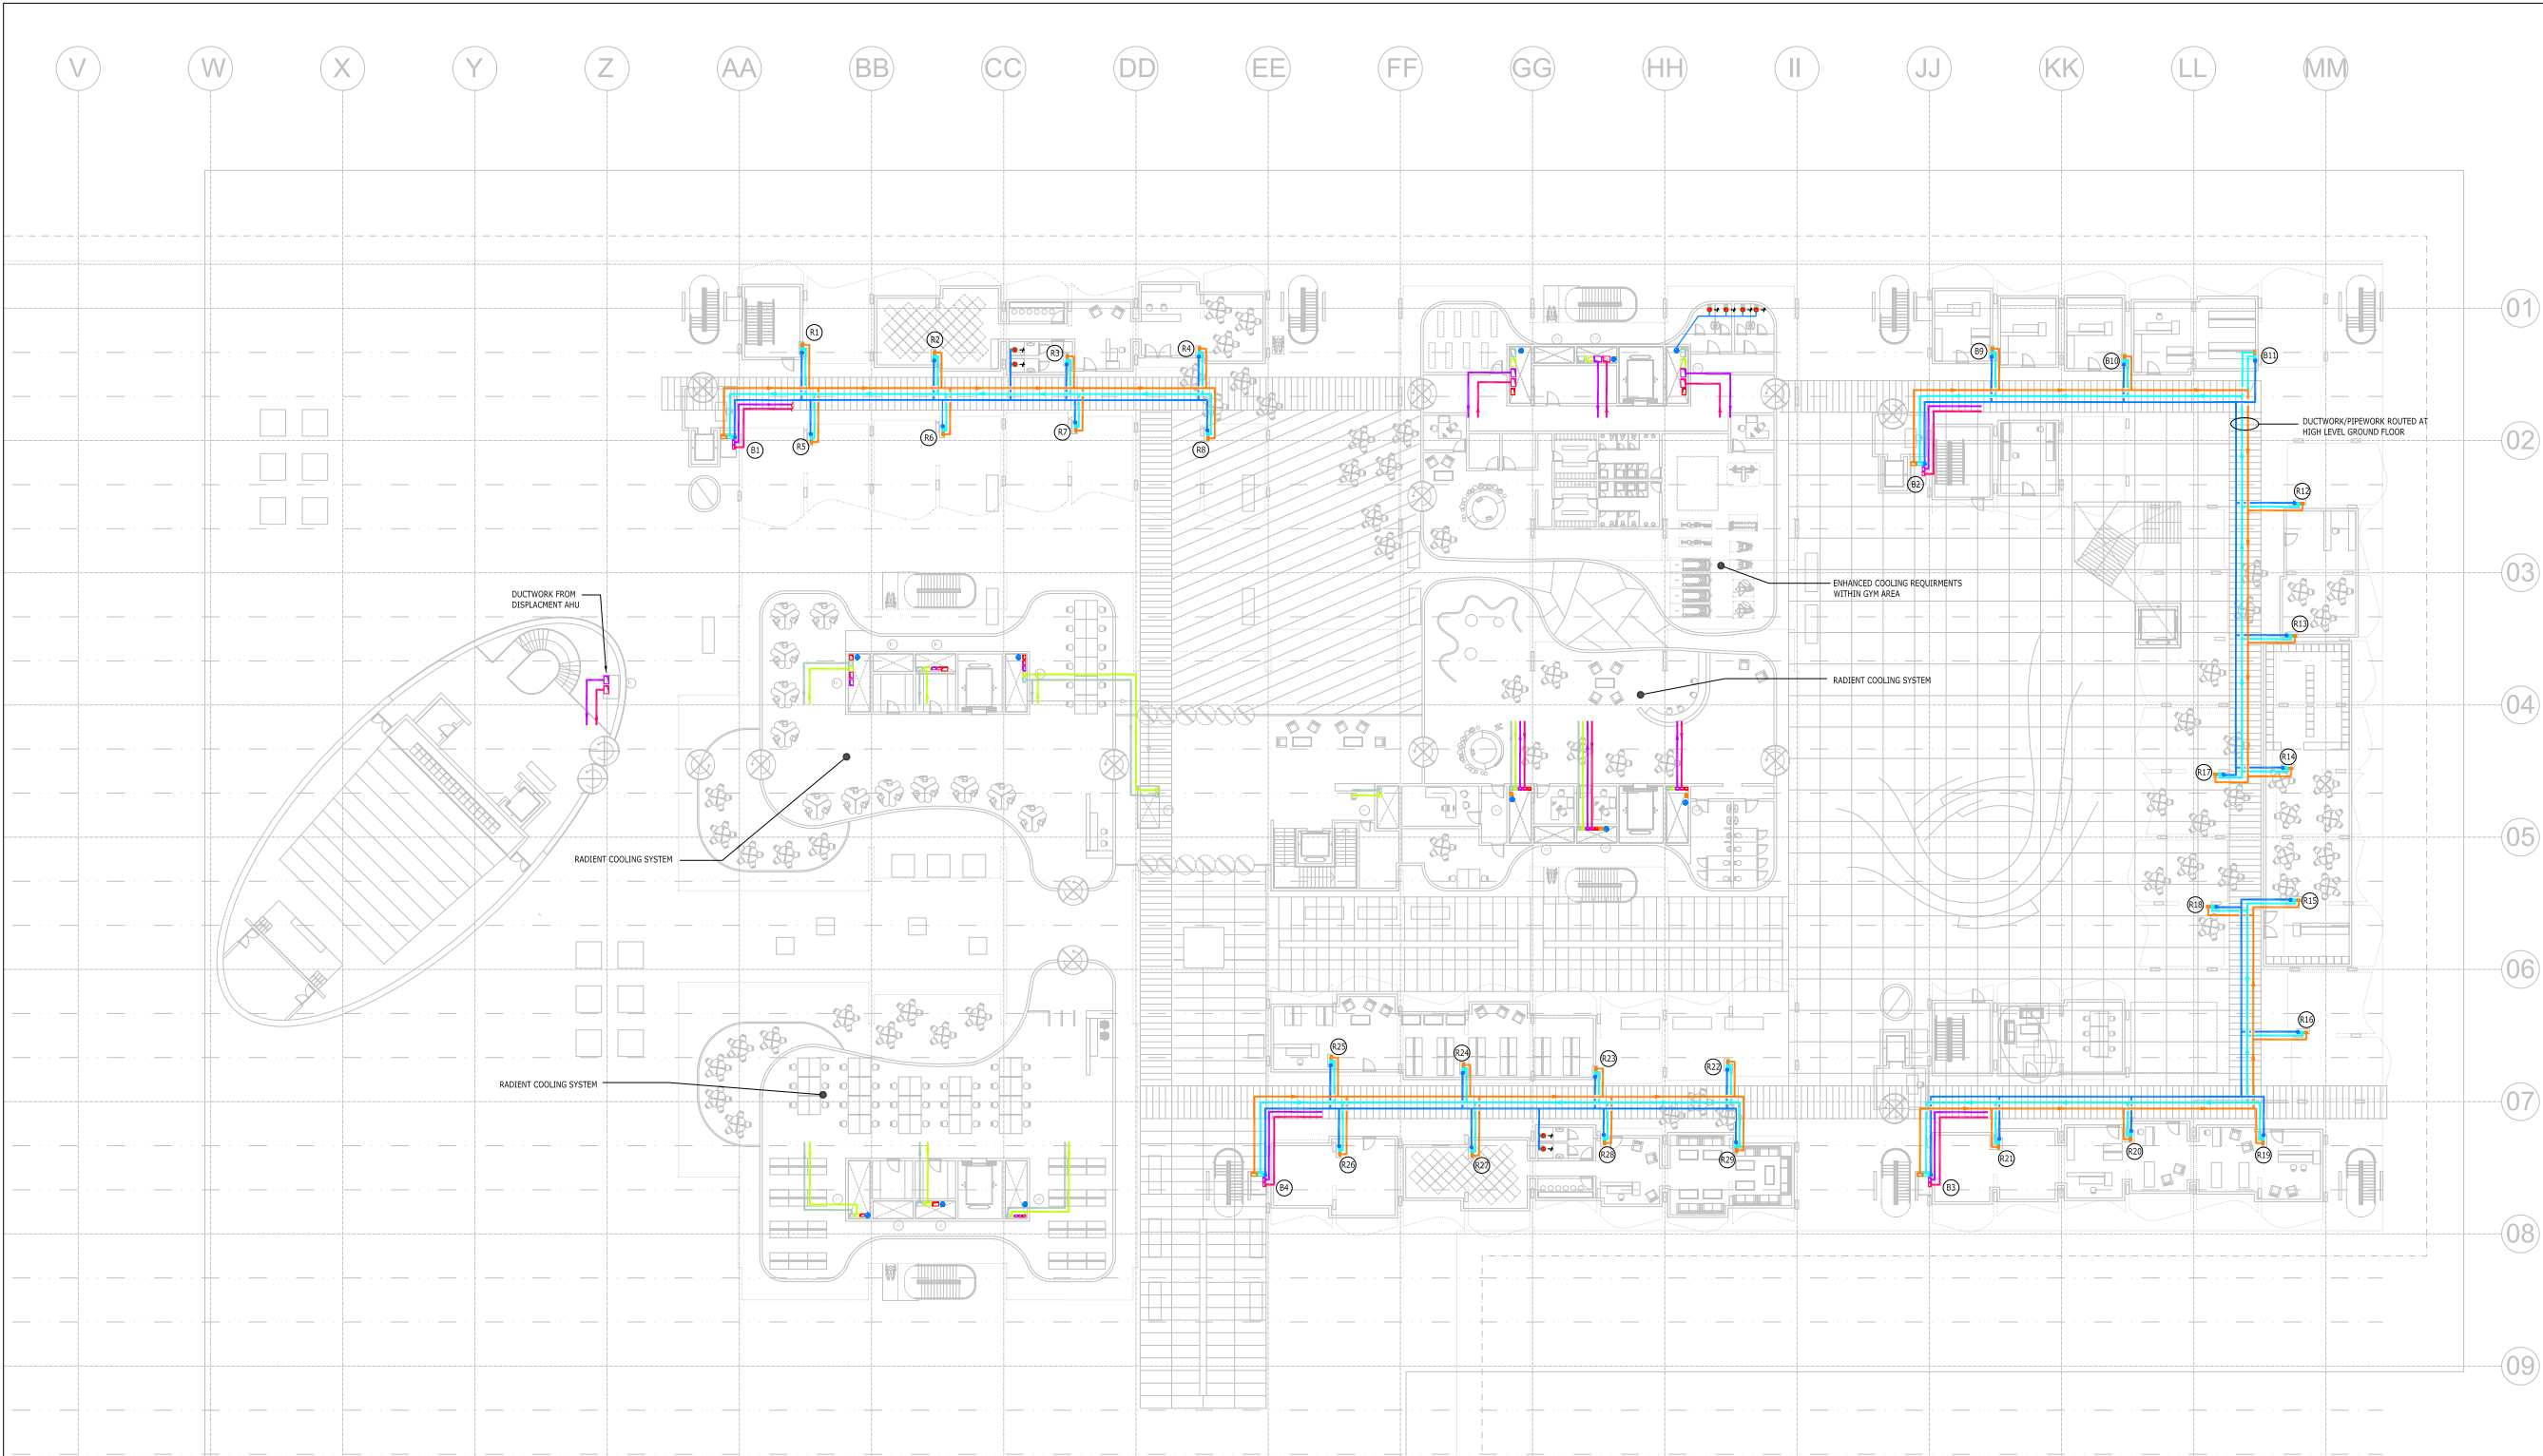 V W X Y Z AA BB CC DD EE FF GG HH II JJ KK LL MM
01
R1
R2
R3
R4
B9
B10
B11
DUCTWORK/PIPEWORK ROUTED AT
HIGH LEVEL GROUND FLOOR
02
B1
R5
R6
R7
R8
B2
R12
03
ENHANCED COOLING REQUIRMENTS
WITHIN GYM AREA
DUCTWORK FROM
DISPLACMENT AHU
R13
RADIENT COOLING SYSTEM
04
R14
R17
05
RADIENT COOLING SYSTEM
R18
R15
06
R16
R25
R24
R23
R22
RADIENT COOLING SYSTEM
07
R26
R27
R28
R29
R21
R20
R19
B4
B3
08
09